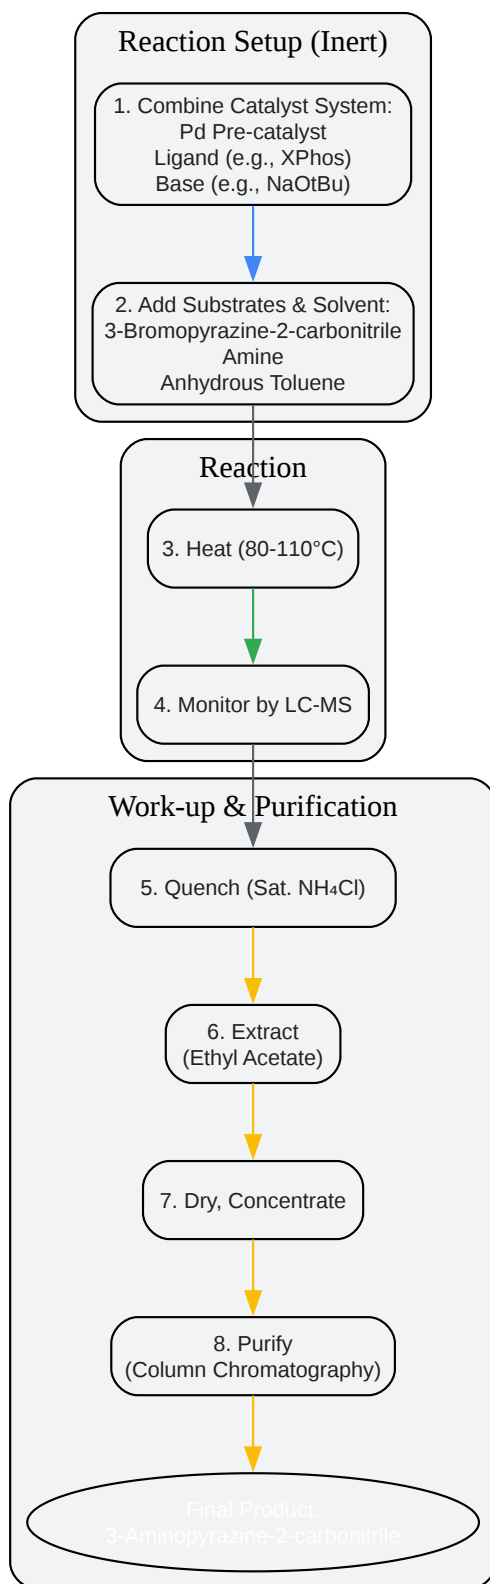 Reaction Setup (Inert)
1. Combine Catalyst System:
Pd Pre-catalyst
Ligand (e.g., XPhos)
Base (e.g., NaOtBu)
2. Add Substrates & Solvent:
3-Bromopyrazine-2-carbonitrile
Amine
Anhydrous Toluene
Reaction
3. Heat (80-110°C)
4. Monitor by LC-MS
Work-up & Purification
5. Quench (Sat. NH₄Cl)
6. Extract
(Ethyl Acetate)
7. Dry, Concentrate
8. Purify
(Column Chromatography)
Final Product:
3-Aminopyrazine-2-carbonitrile